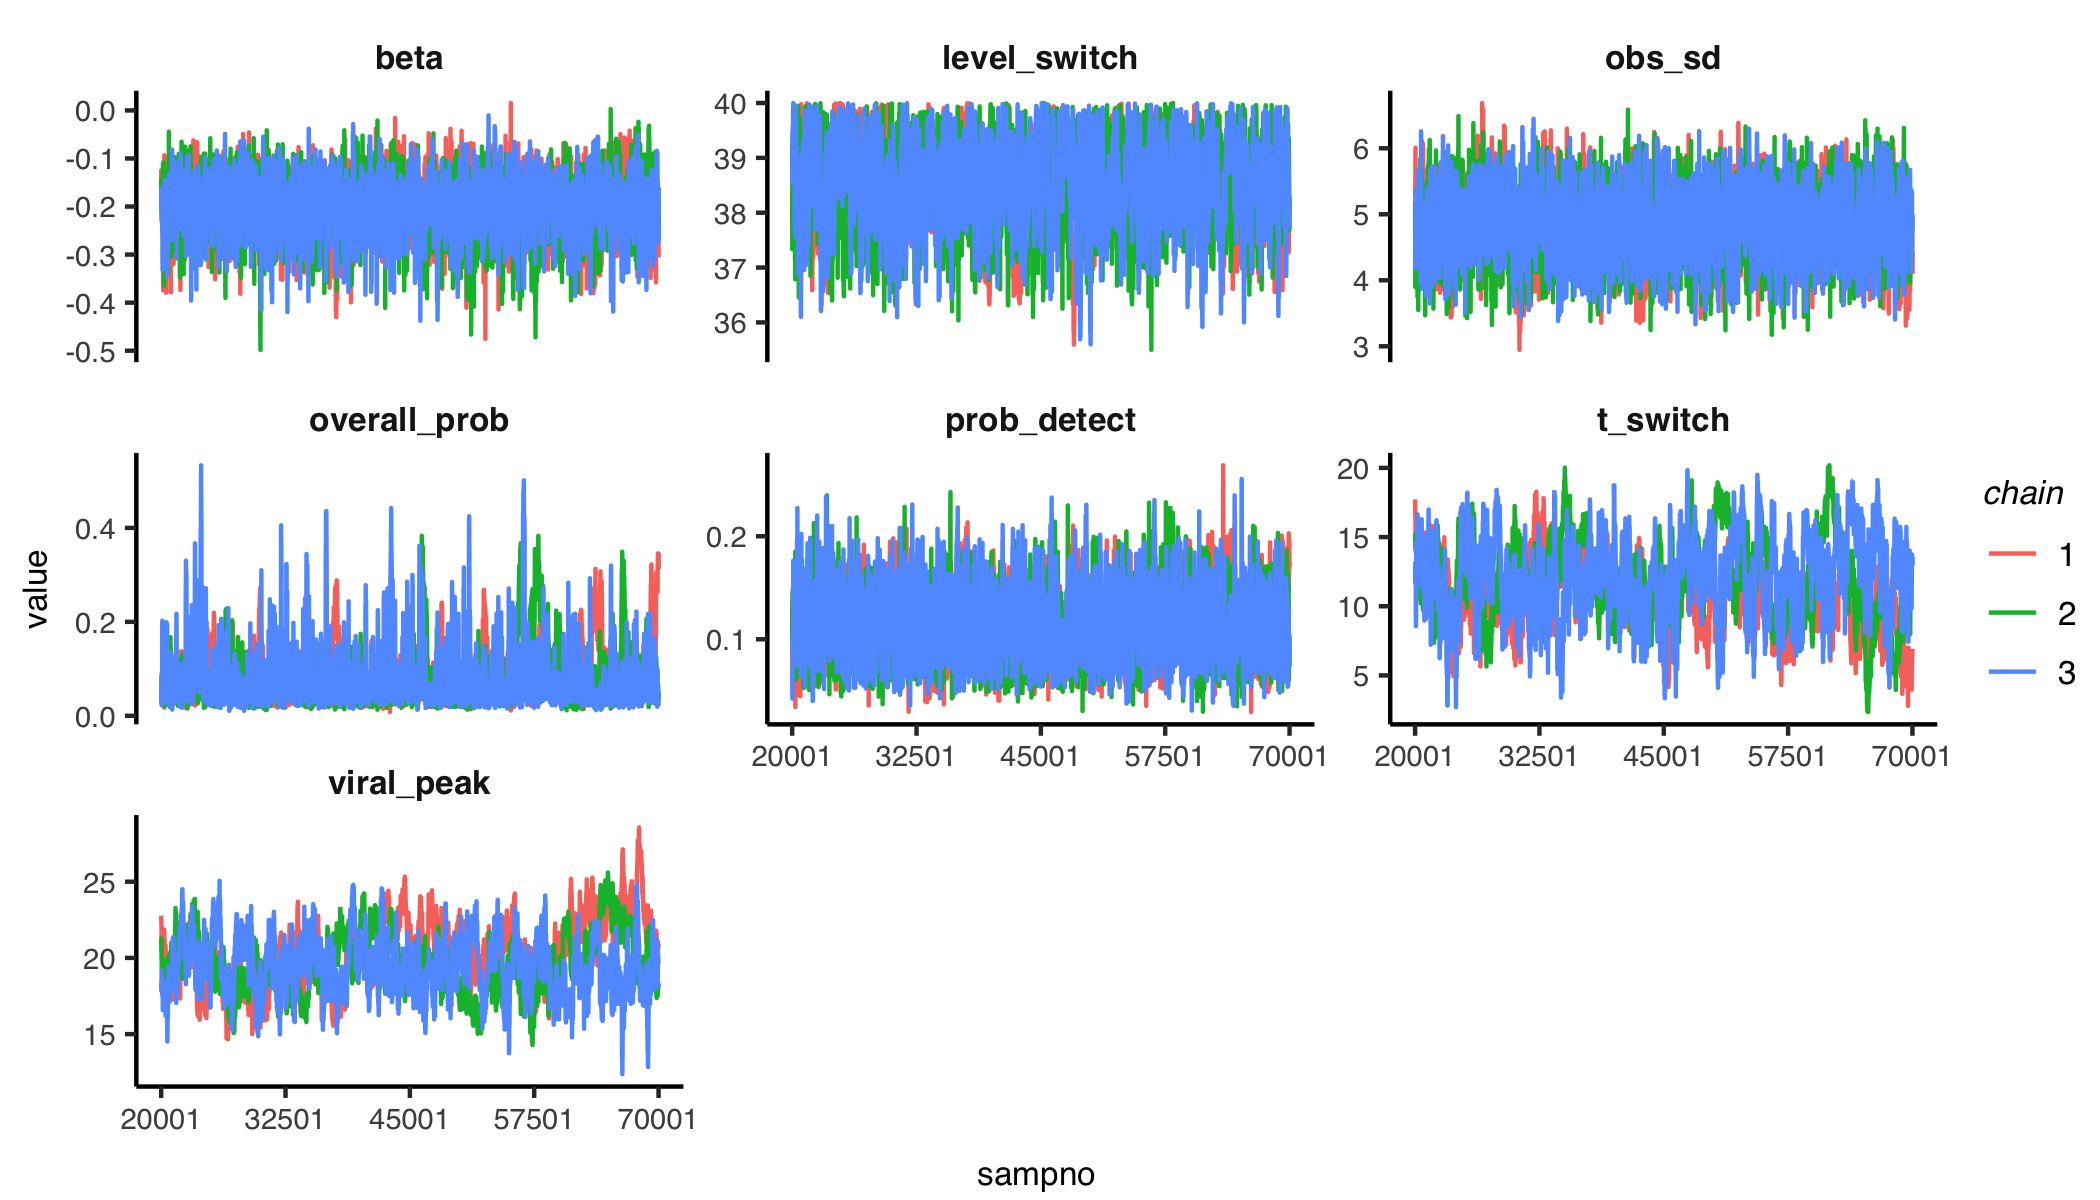 beta
level_switch
obs_sd
0.0
-0.1
-0.2
-0.3
-0.4
-0.5
40
39
38
37
36
6
5
4
3
overall_prob
prob_detect
t_switch
0.4
0.2
0.0
0.2
0.1
20
15
10
5
20001 32501 45001 57501 70001
20001 32501 45001 57501 70001
viral_peak
25
20
15
20001 32501 45001 57501 70001
value
sampno
chain
1
2
3